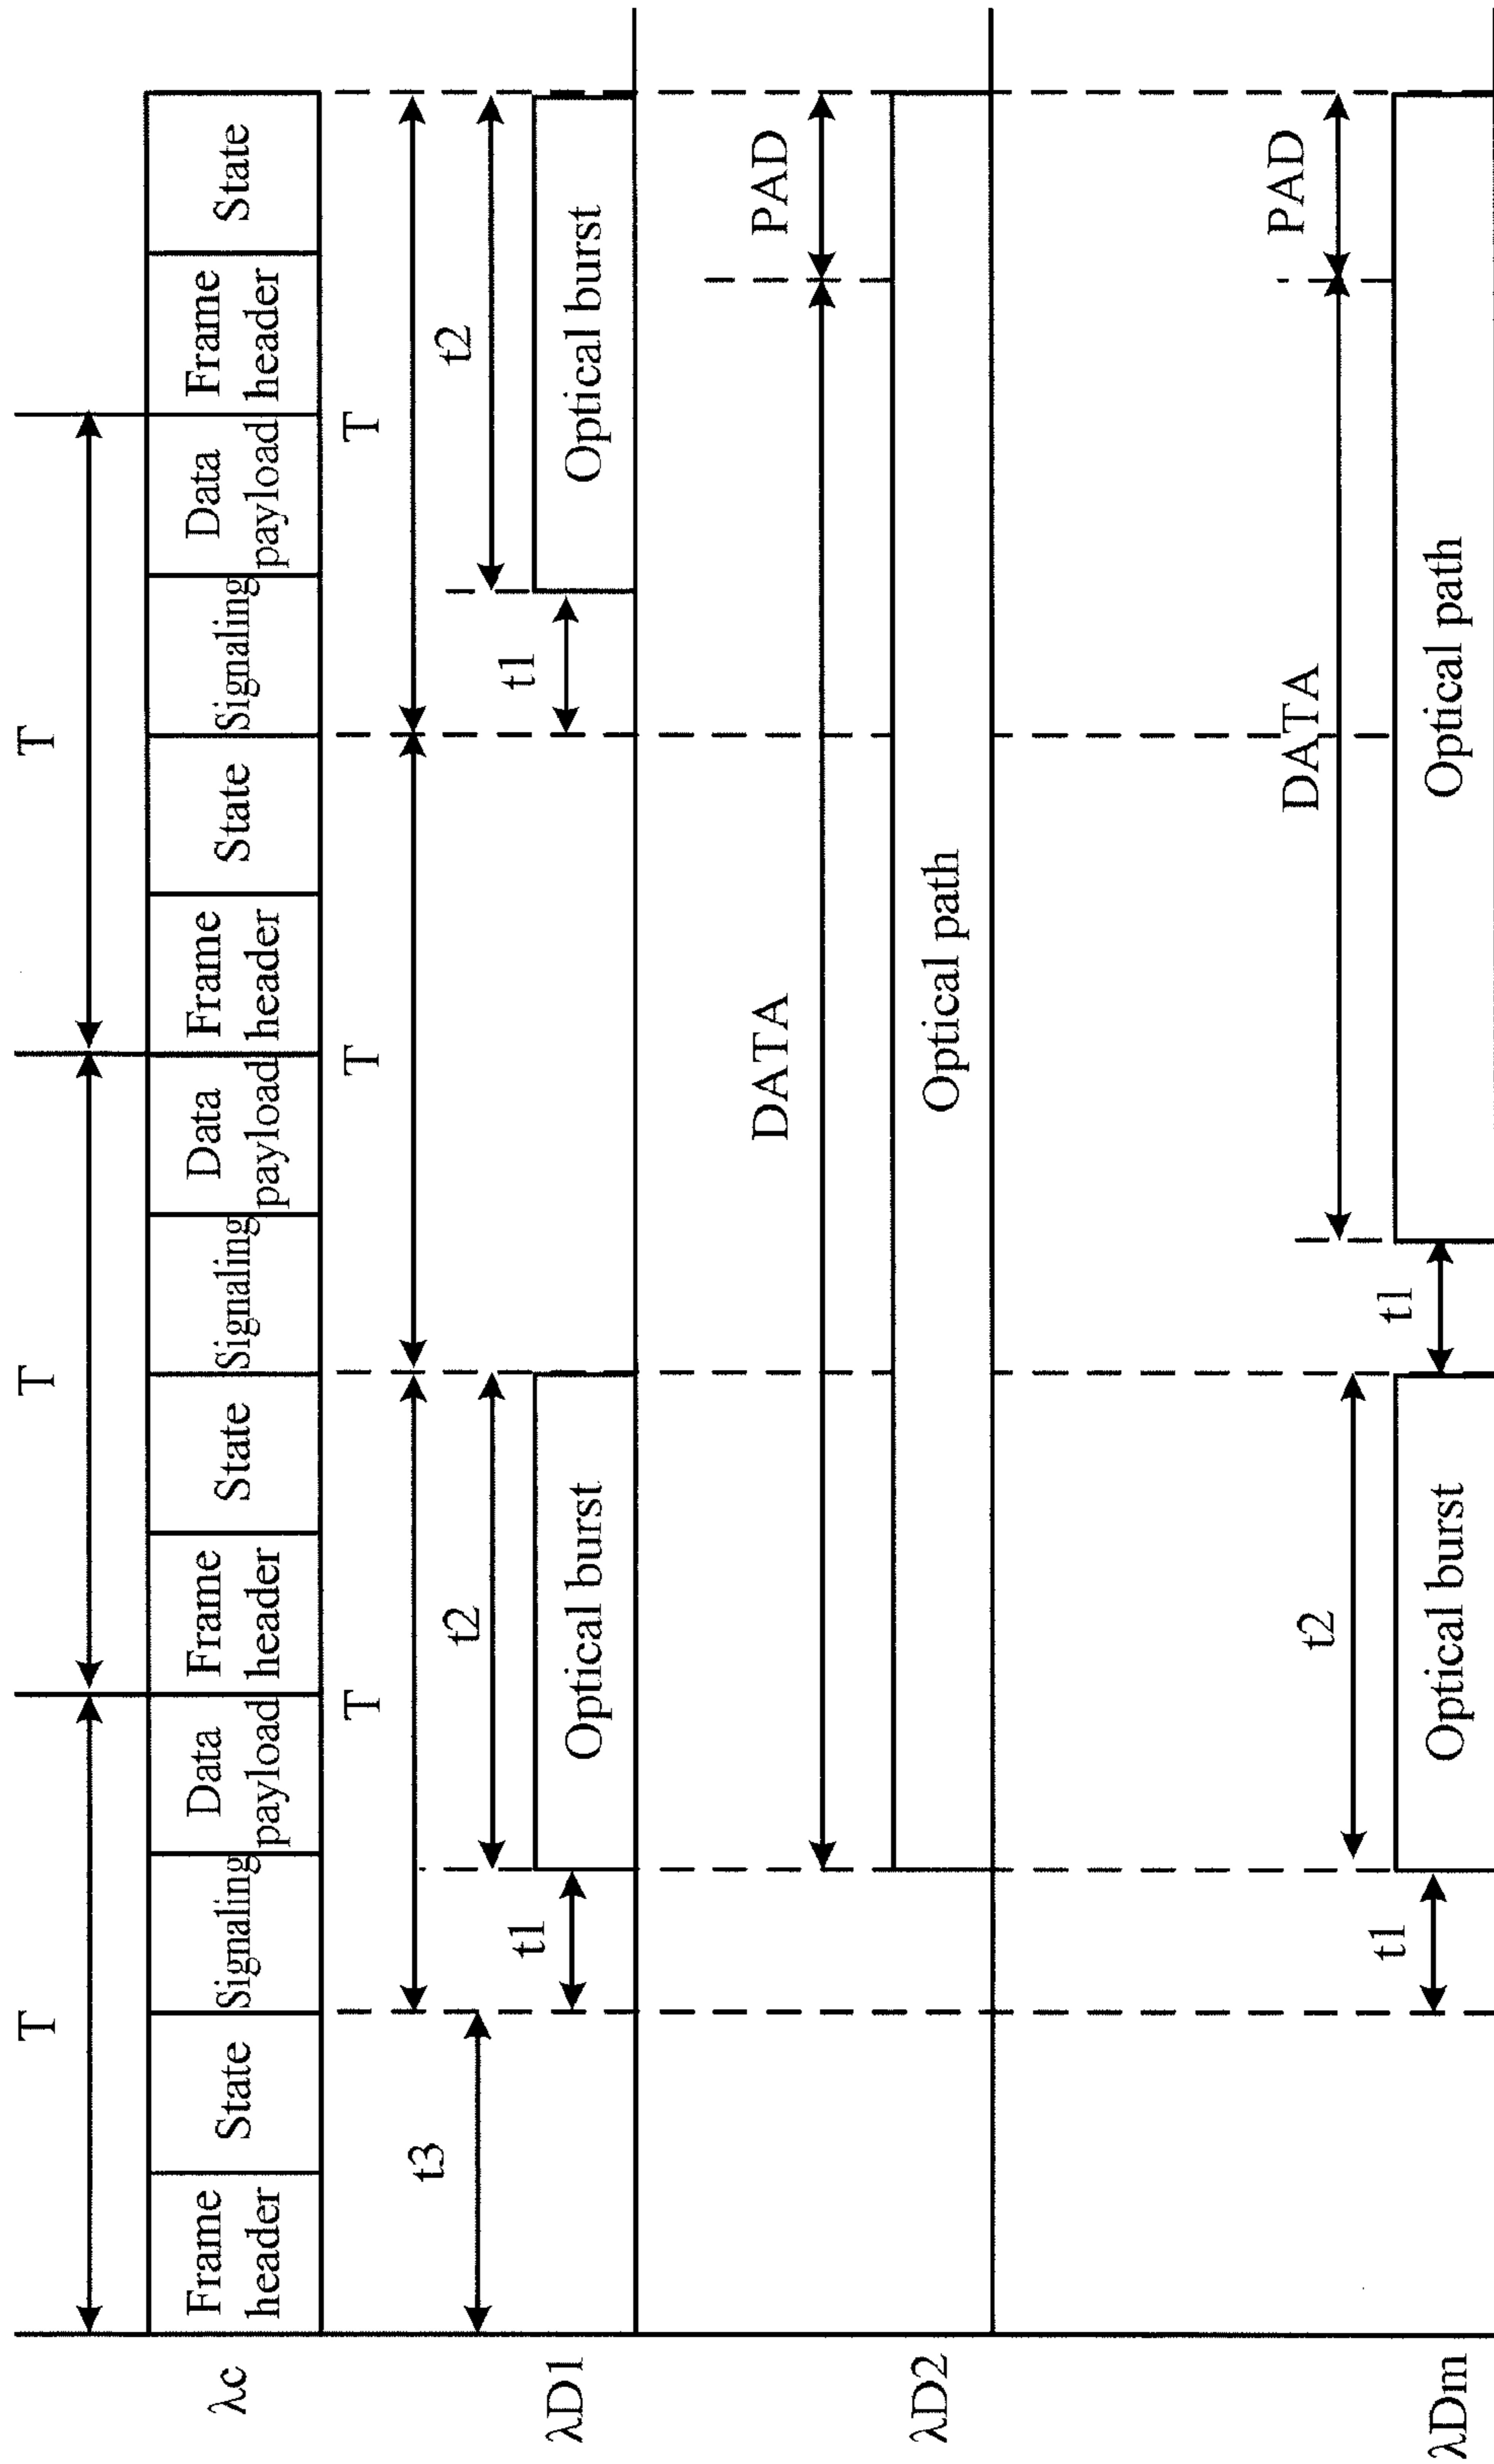 T
T
T
λc
Frame
header
State
Signaling
Data
payload
Frame
header
State
Signaling
Data
payload
Frame
header
State
Signaling
Data
payload
Frame
header
State
T
T
T
λD1
t3
t1
t2
Optical burst
t1
t2
Optical burst
λD2
DATA
PAD
Optical path
λDm
t1
t2
Optical burst
t1
DATA
PAD
Optical path